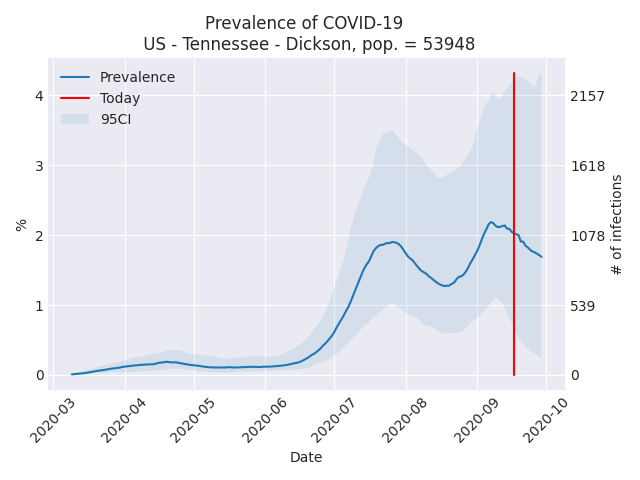 Prevalence of COVID-19
US - Tennessee - Dickson, pop. = 53948
Prevalence
Today
95CI
4
3
2
1
0
%
2157
1618
1078
539
0
# of infections
2020-03
2020-04
2020-05
2020-06
2020-07
2020-08
2020-09
2020-10
Date